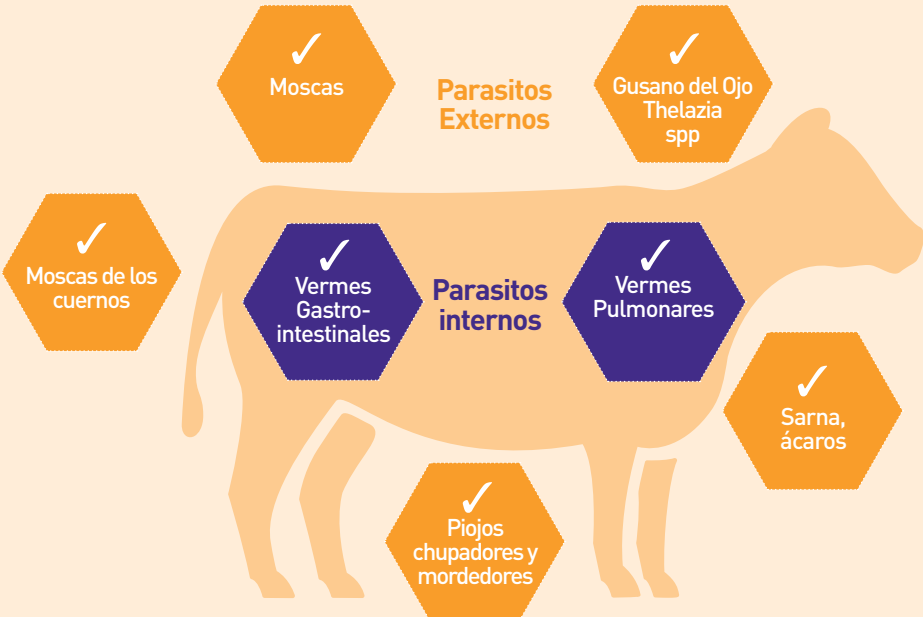 Moscas
Parasitos
Externos
Gusano del Ojo
Thelazia
spp
Moscas de los
cuernos
Vermes
Gastro-
intestinales
Parasitos
internos
Vermes
Pulmonares
Sarna,
ácaros
Piojos
chupadores y
mordedores